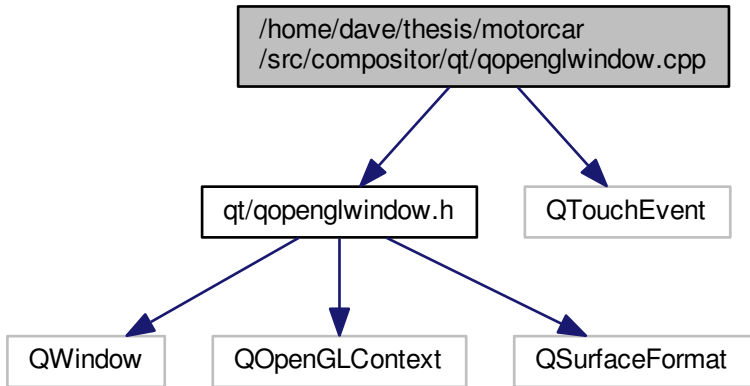 /home/dave/thesis/motorcar
/src/compositor/qt/qopenglwindow.cpp
qt/qopenglwindow.h
QTouchEvent
QWindow
QOpenGLContext
QSurfaceFormat